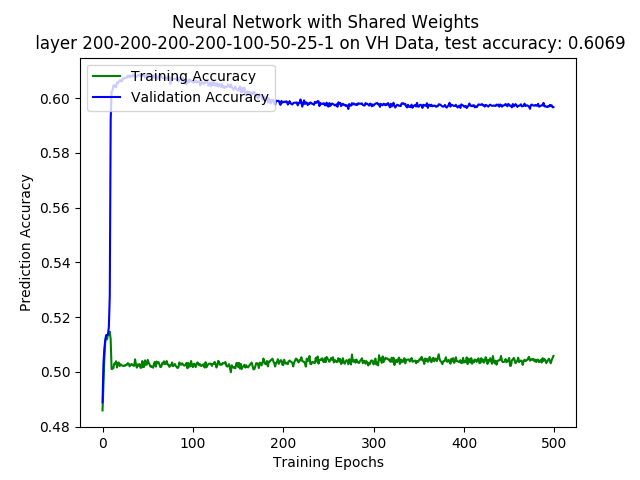 Neural Network with Shared Weights
layer 200-200-200-200-100-50-25-1 on VH Data, test accuracy: 0.6069
Training Accuracy
Validation Accuracy
0.60
0.58
0.56
0.54
0.52
0.50
0.48
Prediction Accuracy
0 100 200 300 400 500
Training Epochs